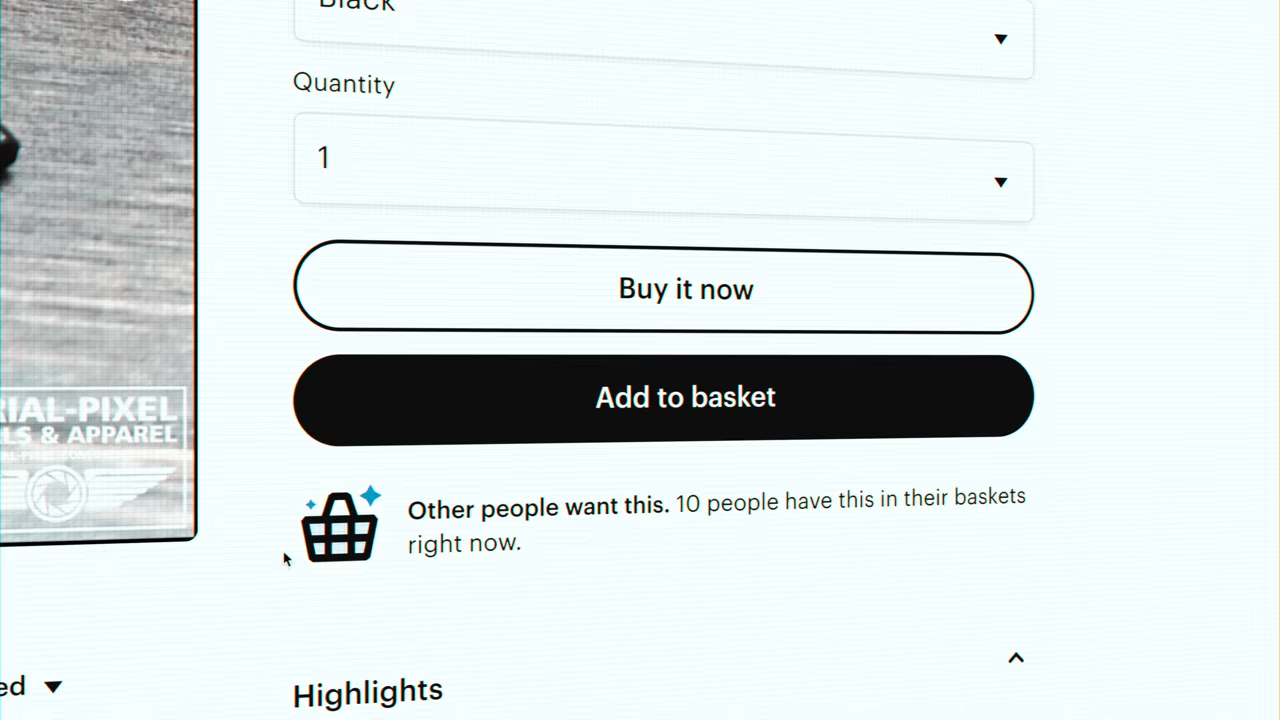 Black
Quantity
1
Buy it now
Add to basket
Other people want this. 10 people have this in their baskets
right now.
RIAL-PIXEL
LS & APPAREL
ed
Highlights